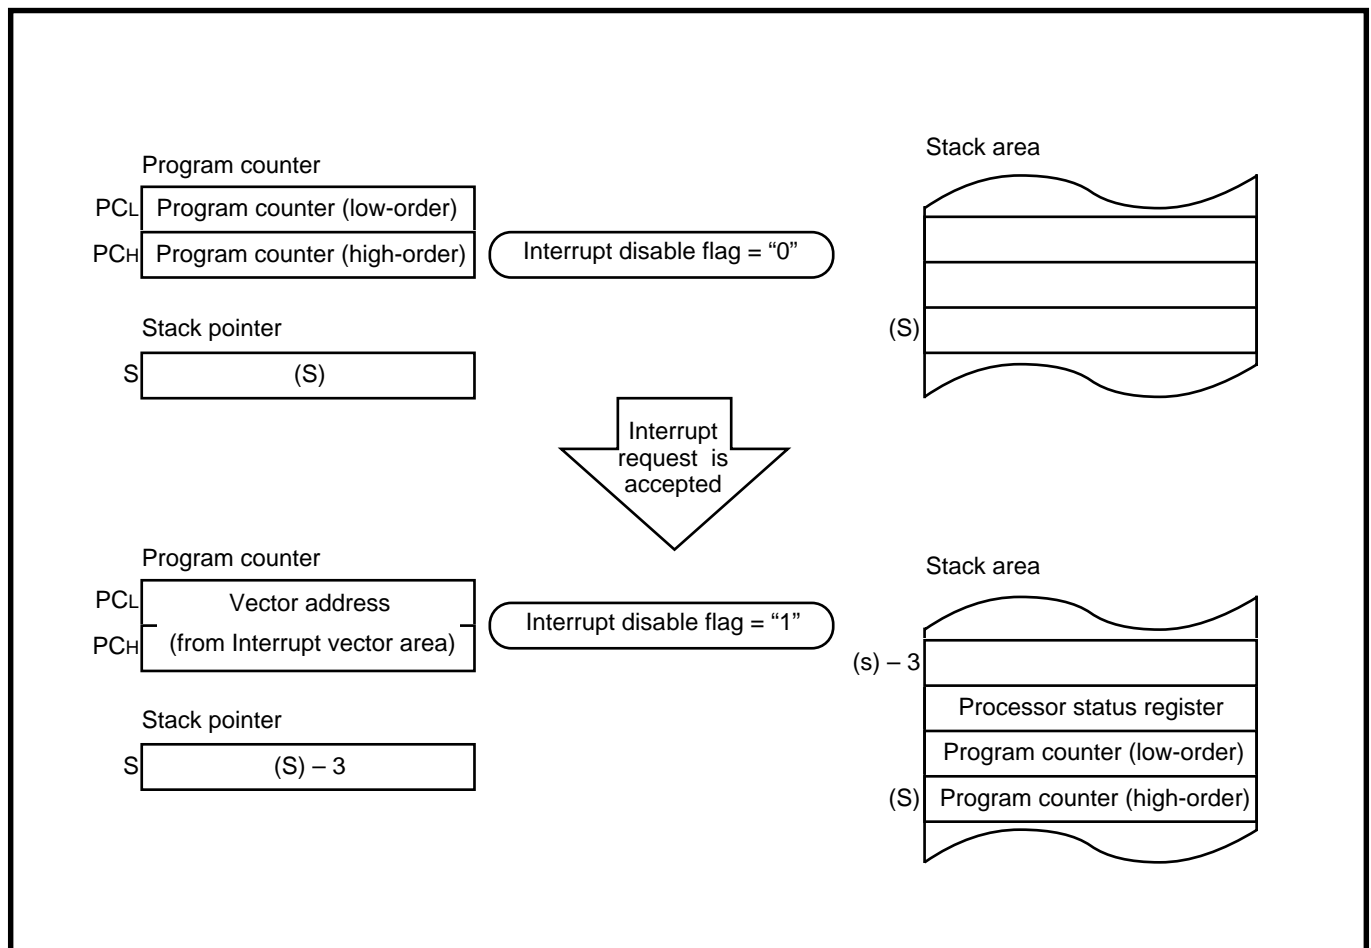 Program counter
PCL Program counter (low-order)
PCH Program counter (high-order)
Interrupt disable flag = “0”
Stack pointer
S (S)
Stack area
(S)
Interrupt
request is
accepted
Program counter
PCL Vector address
PCH (from Interrupt vector area)
Interrupt disable flag = “1”
Stack pointer
S (S) – 3
Stack area
(s) – 3
Processor status register
Program counter (low-order)
(S) Program counter (high-order)